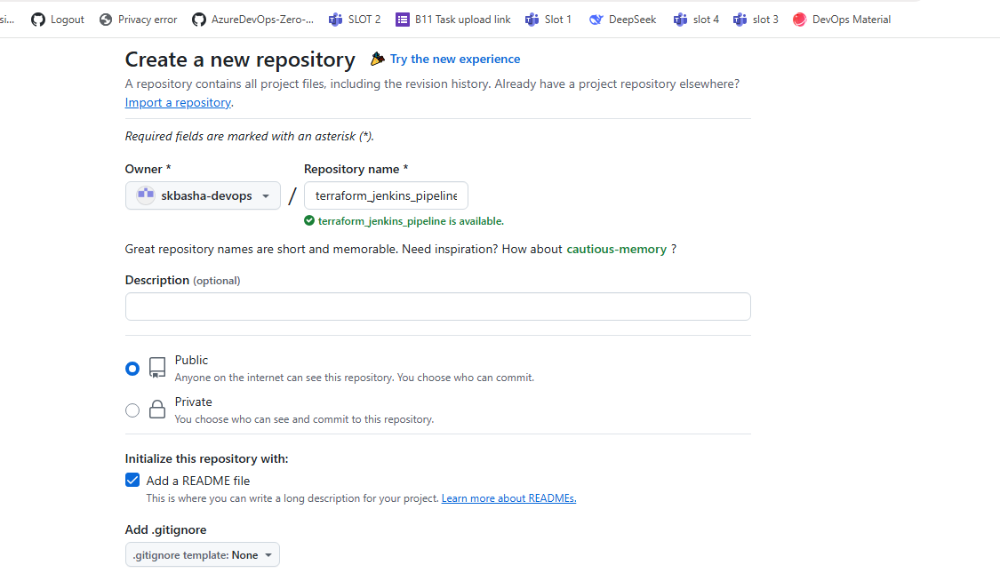 si... Logout Privacy error AzureDevOps-Zero-... SLOT 2 B11 Task upload link Slot 1 DeepSeek slot 4 slot 3 DevOps Material
Create a new repository Try the new experience
A repository contains all project files, including the revision history. Already have a project repository elsewhere?
Import a repository.
Required fields are marked with an asterisk (*).
Owner * Repository name *
skbasha-devops / terraform_jenkins_pipeline
terraform_jenkins_pipeline is available.
Great repository names are short and memorable. Need inspiration? How about cautious-memory ?
Description (optional)
Public
Anyone on the internet can see this repository. You choose who can commit.
Private
You choose who can see and commit to this repository.
Initialize this repository with:
Add a README file
This is where you can write a long description for your project. Learn more about READMEs.
Add .gitignore
.gitignore template: None